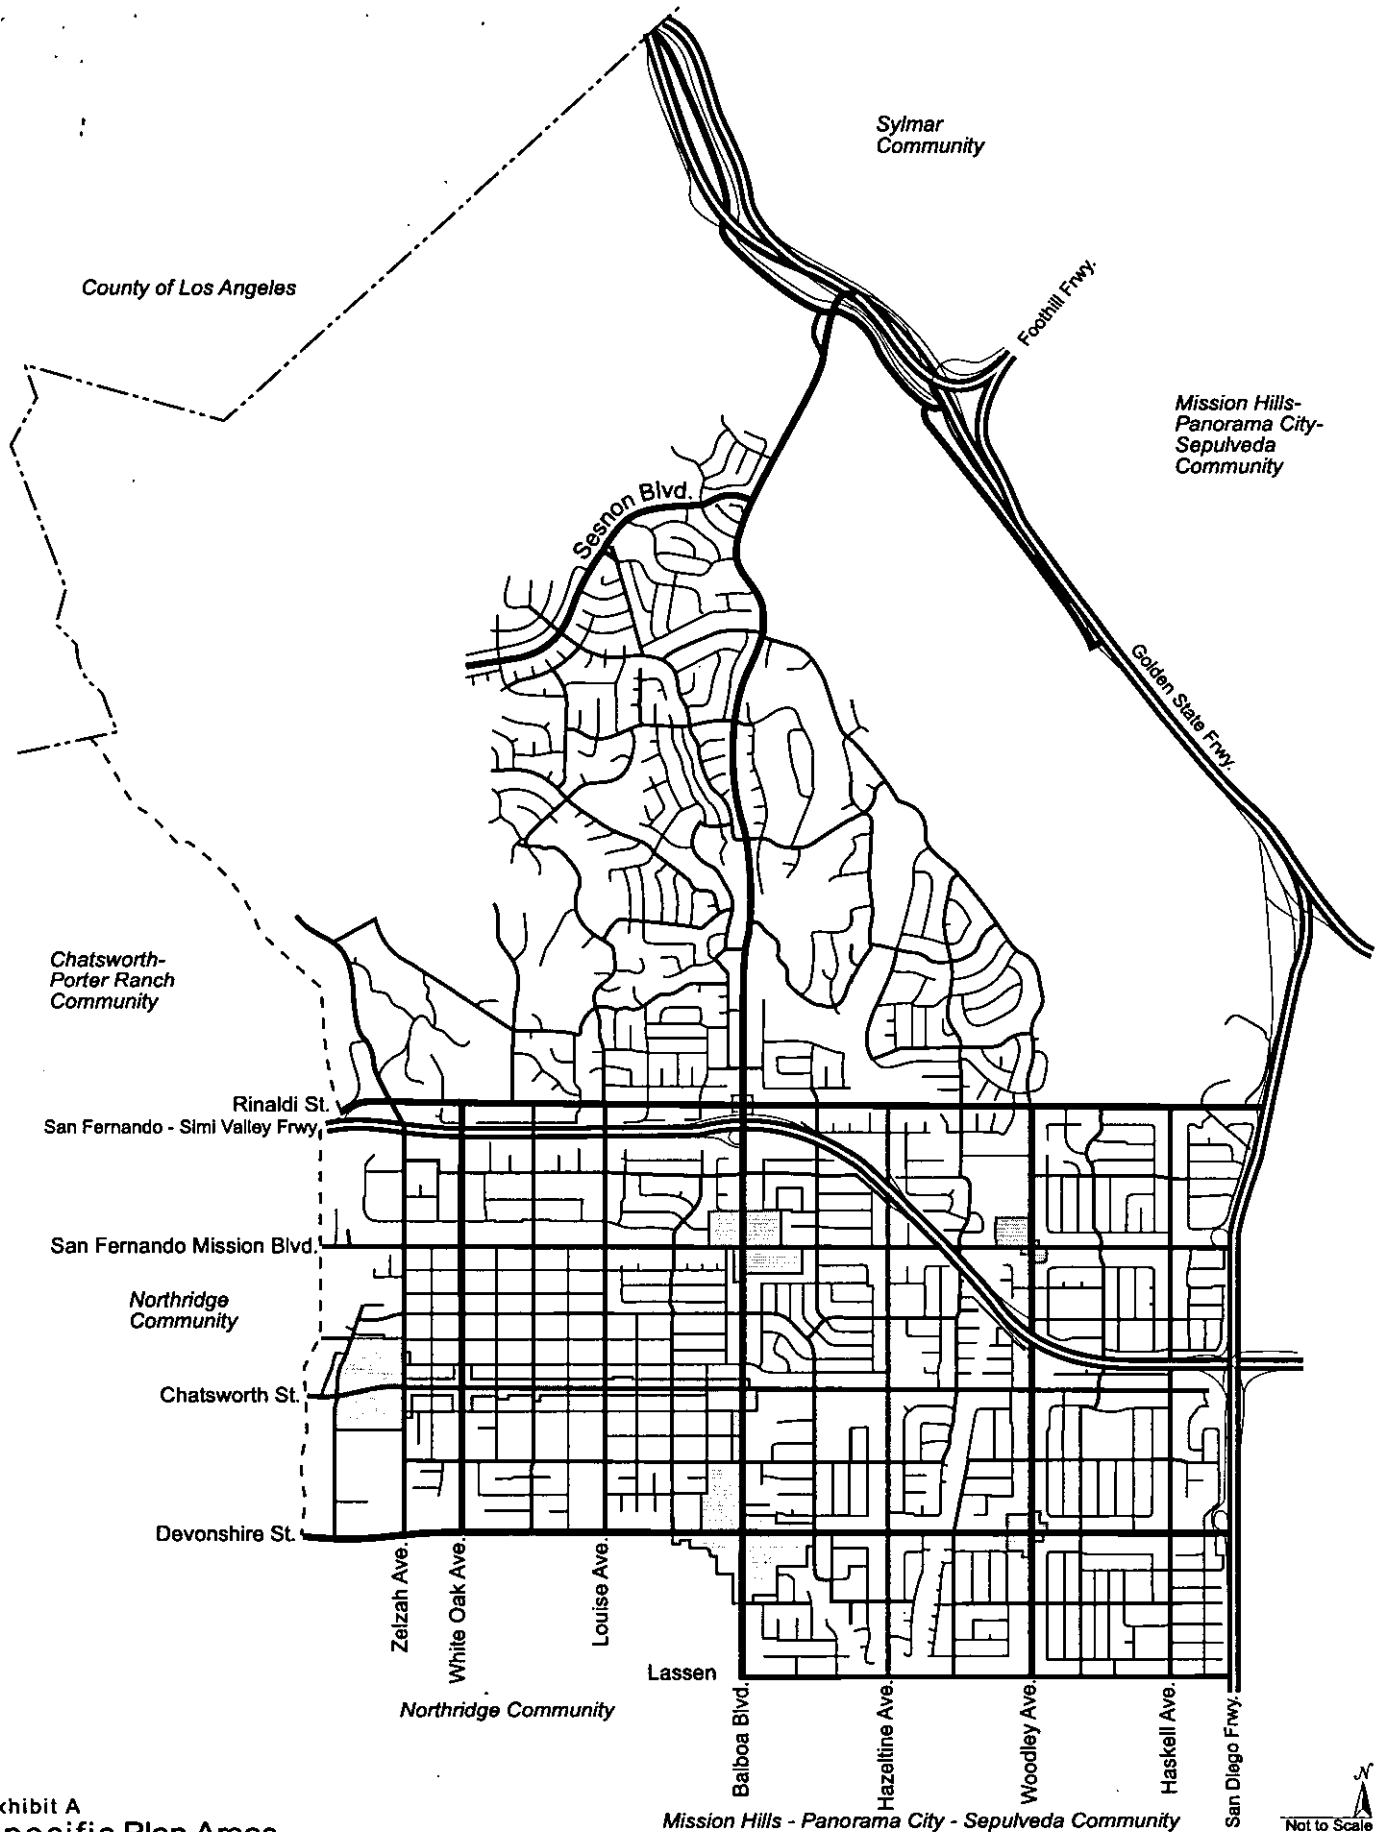 Sylmar
Community
County of Los Angeles
Foothill Frwy.
Mission Hills-
Panorama City-
Sepulveda
Community
Sesnon Blvd.
Golden State Frwy.
Chatsworth-
Porter Ranch
Community
Rinaldi St.
San Fernando - Simi Valley Frwy.
San Fernando Mission Blvd.
Northridge
Community
Chatsworth St.
Devonshire St.
Zelzah Ave.
White Oak Ave.
Louise Ave.
Lassen
Northridge Community
Balboa Blvd.
Hazeltine Ave.
Woodley Ave.
Haskell Ave.
San Diego Frwy.
Mission Hills - Panorama City - Sepulveda Community
N
Not to Scale
xhibit A
pecific Plan Areas